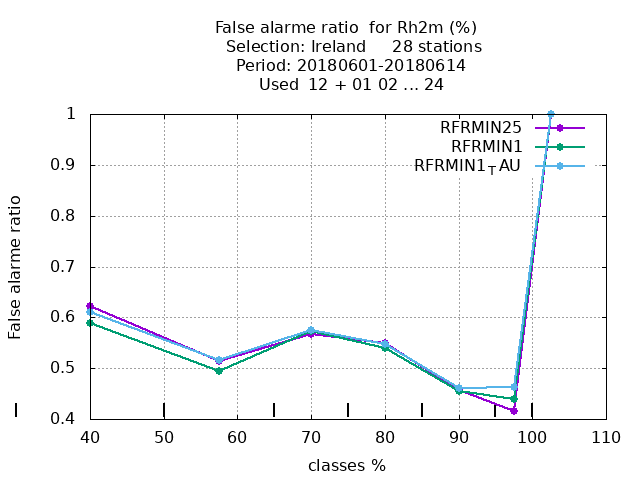 False alarme ratio  for Rh2m (%)
Selection: Ireland     28 stations
Period: 20180601-20180614
Used  12 + 01 02 ... 24
RFRMIN25
RFRMIN1
RFRMIN1TAU
False alarme ratio
1
0.9
0.8
0.7
0.6
0.5
0.4
40 50 60 70 80 90 100 110
classes %